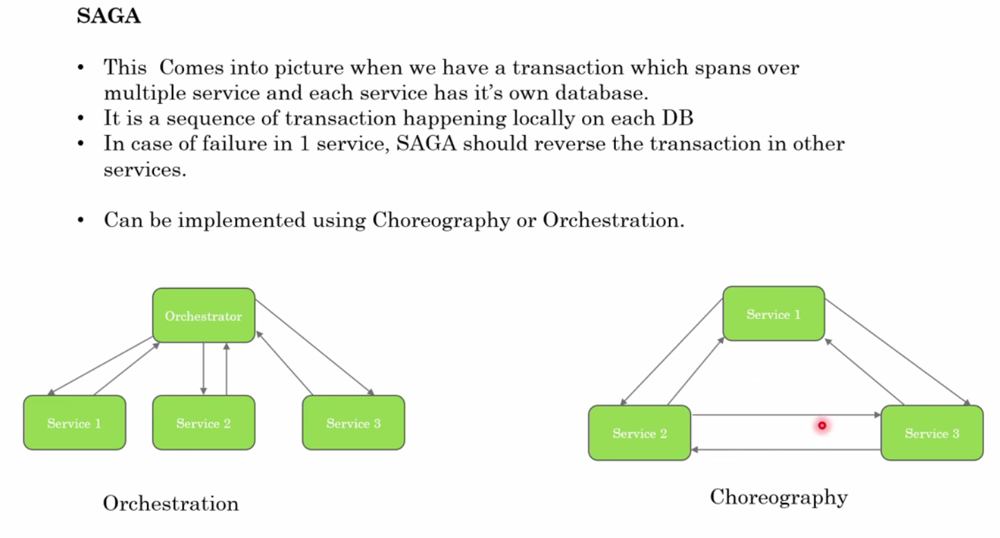 SAGA
• This  Comes into picture when we have a transaction which spans over
multiple service and each service has it’s own database.
• It is a sequence of transaction happening locally on each DB
• In case of failure in 1 service, SAGA should reverse the transaction in other
services.
• Can be implemented using Choreography or Orchestration.
Orchestrator
Service 1
Service 2
Service 3
Orchestration
Service 1
Service 2
Service 3
Choreography